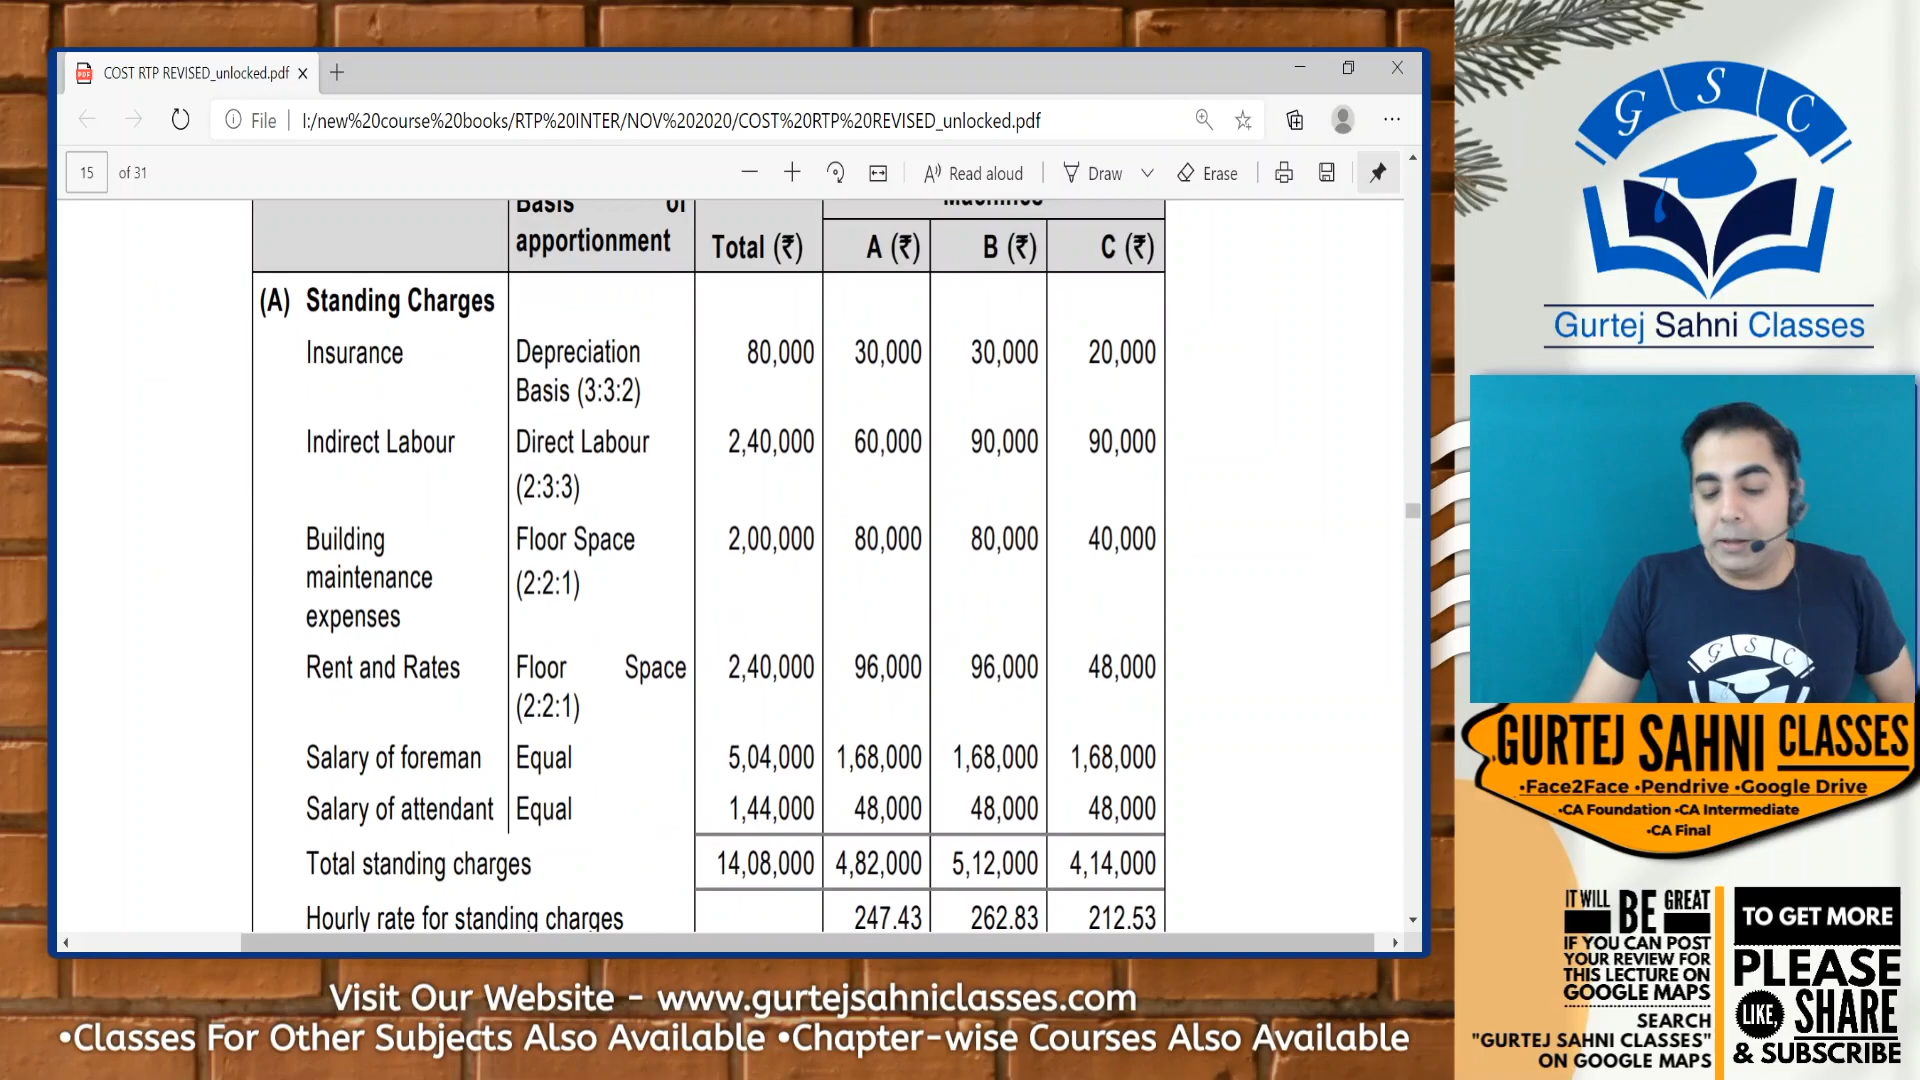 COST RTP REVISED_unlocked.pdf
File
I:/new%20course%20books/RTP%20INTER/NOV%202020/COST%20RTP%20REVISED_unlocked.pdf
15 of 31
Read aloud
Draw
Erase
Basis of apportionment
Total (₹)
Machines
A (₹) B (₹) C (₹)
(A) Standing Charges
Insurance Depreciation Basis (3:3:2) 80,000 30,000 30,000 20,000
Indirect Labour Direct Labour (2:3:3) 2,40,000 60,000 90,000 90,000
Building maintenance expenses Floor Space (2:2:1) 2,00,000 80,000 80,000 40,000
Rent and Rates Floor Space (2:2:1) 2,40,000 96,000 96,000 48,000
Salary of foreman Equal 5,04,000 1,68,000 1,68,000 1,68,000
Salary of attendant Equal 1,44,000 48,000 48,000 48,000
Total standing charges 14,08,000 4,82,000 5,12,000 4,14,000
Hourly rate for standing charges 247.43 262.83 212.53
Visit Our Website - www.gurtejsahniclasses.com
•Classes For Other Subjects Also Available •Chapter-wise Courses Also Available
G S C
Gurtej Sahni Classes
G S C
GURTEJ SAHNI CLASSES
•Face2Face •Pendrive •Google Drive
•CA Foundation •CA Intermediate
•CA Final
IT WILL BE GREAT
IF YOU CAN POST
YOUR REVIEW FOR
THIS LECTURE ON
GOOGLE MAPS
SEARCH
"GURTEJ SAHNI CLASSES"
ON GOOGLE MAPS
TO GET MORE
PLEASE
LIKE, SHARE
& SUBSCRIBE